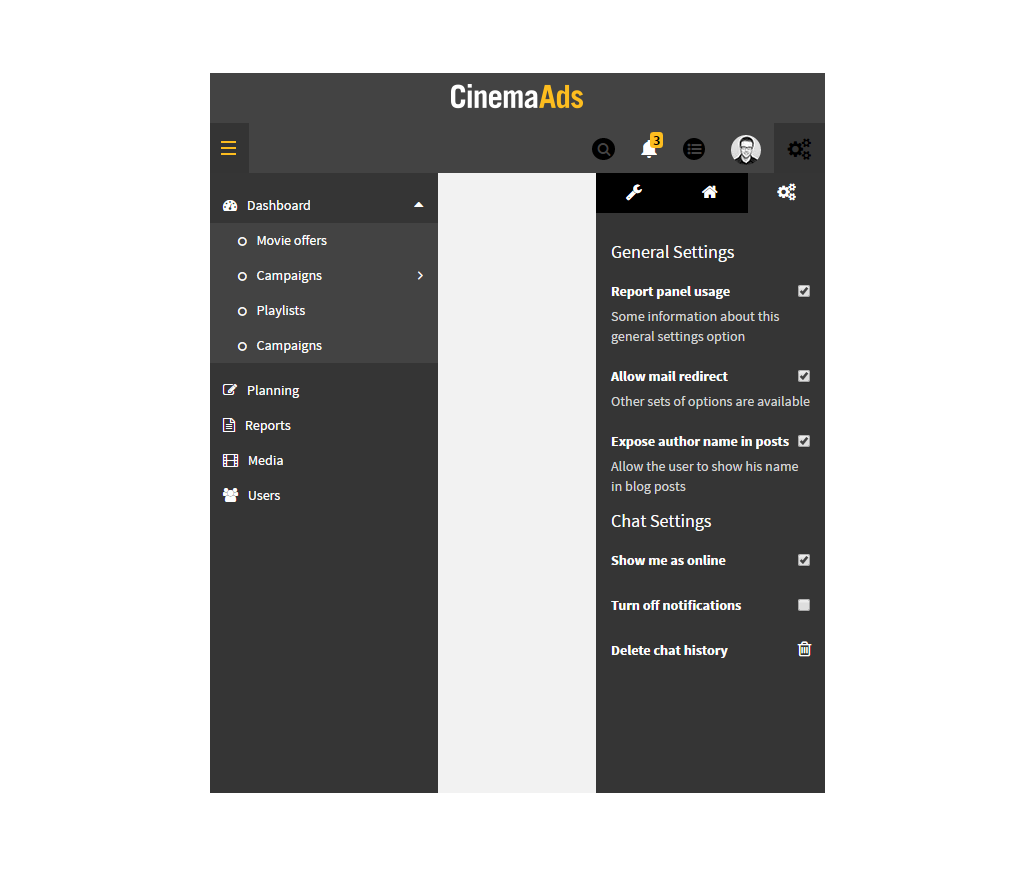 CinemaAds
3
Dashboard
Movie offers
Campaigns
Playlists
Campaigns
Planning
Reports
Media
Users
General Settings
Report panel usage
Some information about this
general settings option
Allow mail redirect
Other sets of options are available
Expose author name in posts
Allow the user to show his name
in blog posts
Chat Settings
Show me as online
Turn off notifications
Delete chat history